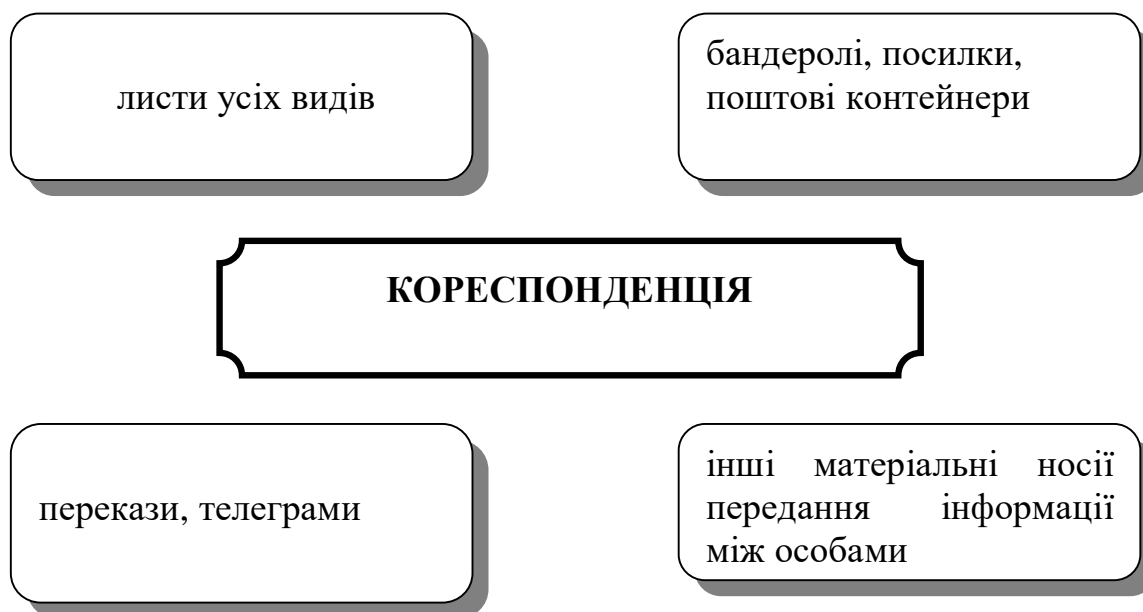 листи усіх видів
бандеролі, посилки,
поштові контейнери
КОРЕСПОНДЕНЦІЯ
перекази, телеграми
інші матеріальні носії
передання інформації
між особами